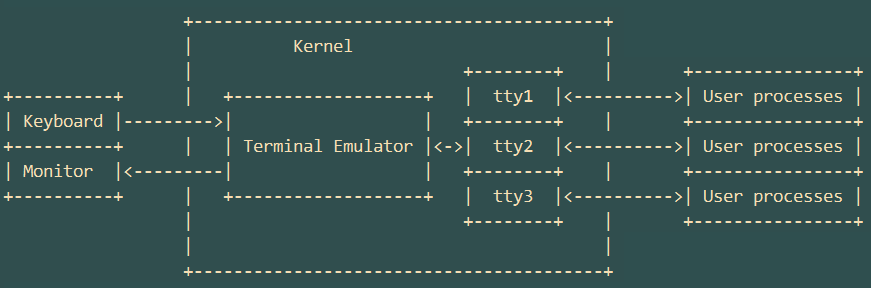 Kernel
tty1 User processes
Keyboard
Terminal Emulator tty2 User processes
Monitor
tty3 User processes